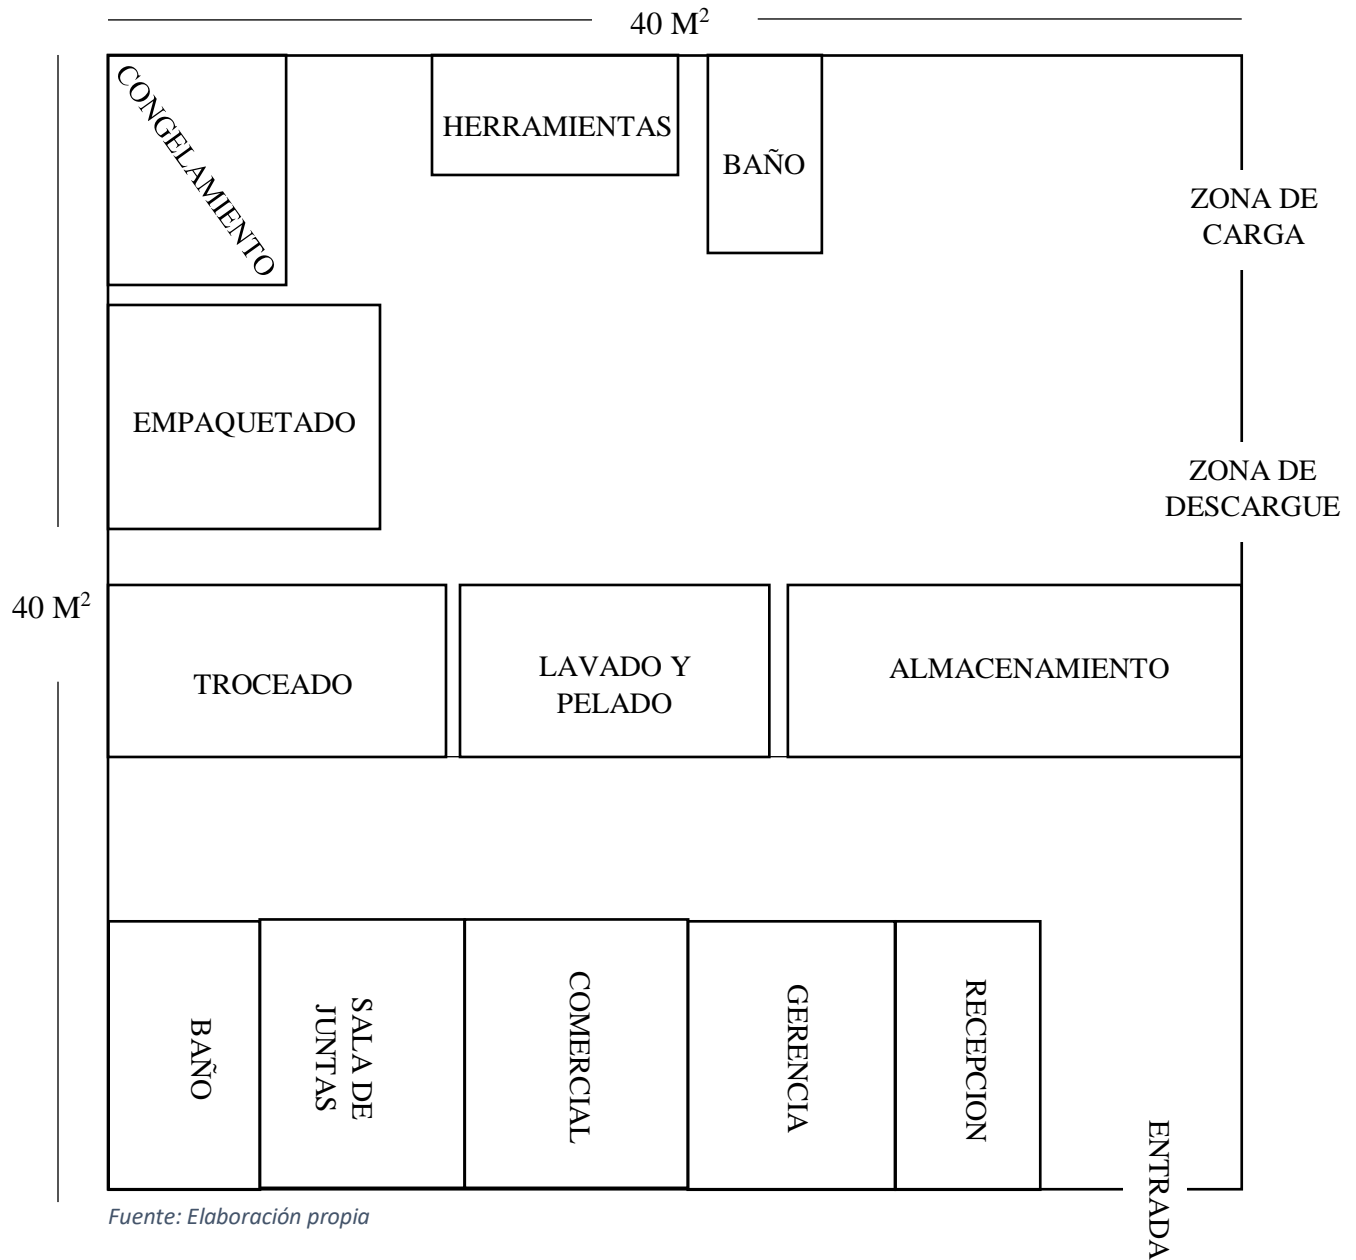 40 M²
CONGELAMIENTO
HERRAMIENTAS
BAÑO
ZONA DE
CARGA
EMPAQUETADO
ZONA DE
DESCARGUE
40 M²
TROCEADO
LAVADO Y
PELADO
ALMACENAMIENTO
BAÑO
SALA DE
JUNTAS
COMERCIAL
GERENCIA
RECEPCION
ENTRADA
Fuente: Elaboración propia